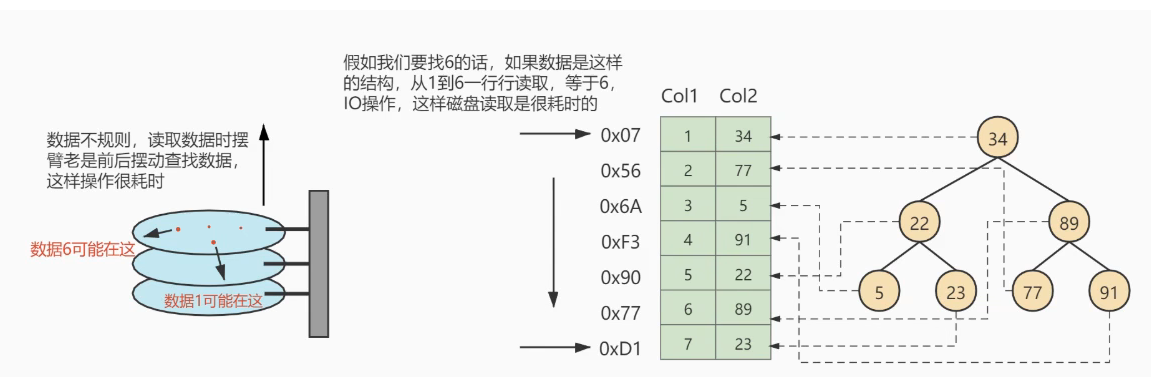 假如我们要找6的话，如果数据是这样
的结构，从1到6一行行读取，等于6，
IO操作，这样磁盘读取是很耗时的
数据不规则，读取数据时摆
臂老是前后摆动查找数据，
这样操作很耗时
数据6可能在这
数据1可能在这
Col1 Col2
0x07 1 34
0x56 2 77
0x6A 3 5
0xF3 4 91
0x90 5 22
0x77 6 89
0xD1 7 23
34
22 89
5 23 77 91